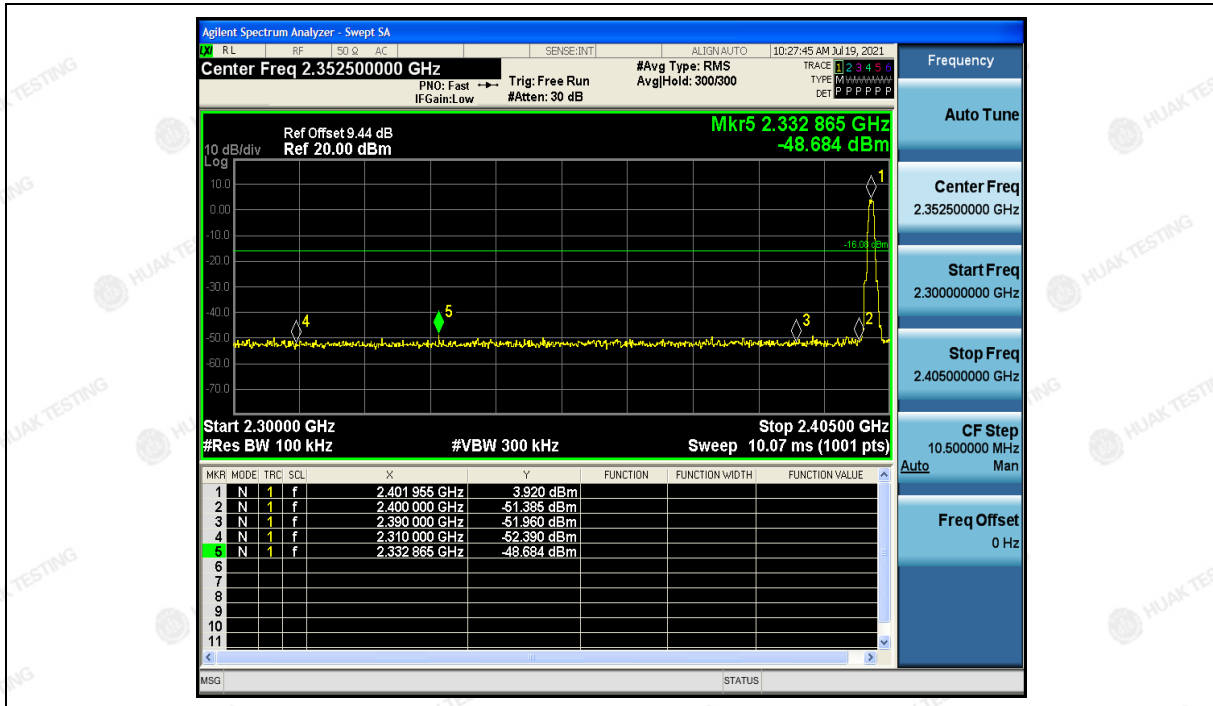 Agilent Spectrum Analyzer - Swept SA
LXI RL RF 50 Ω AC SENSE:INT ALIGN AUTO 10:27:45 AM Jul 19, 2021
Center Freq 2.352500000 GHz
PNO: Fast
IFGain:Low
Trig: Free Run
#Atten: 30 dB
#Avg Type: RMS
Avg|Hold: 300/300
TRACE 1 2 3 4 5 6
TYPE M
DET P P P P P P
Mkr5 2.332 865 GHz
-48.684 dBm
Ref Offset 9.44 dB
10 dB/div Ref 20.00 dBm
Log
10.0
0.00
-10.0
-20.0
-30.0
-40.0
-50.0
-60.0
-70.0
1
-16.08 dBm
4
5
3
2
Start 2.30000 GHz Stop 2.40500 GHz
#Res BW 100 kHz #VBW 300 kHz Sweep 10.07 ms (1001 pts)
MKR MODE TRC SCL X Y FUNCTION FUNCTION WIDTH FUNCTION VALUE
1 N 1 f 2.401 955 GHz 3.920 dBm
2 N 1 f 2.400 000 GHz -51.385 dBm
3 N 1 f 2.390 000 GHz -51.960 dBm
4 N 1 f 2.310 000 GHz -52.390 dBm
5 N 1 f 2.332 865 GHz -48.684 dBm
6
7
8
9
10
11
MSG STATUS
Frequency
Auto Tune
Center Freq
2.352500000 GHz
Start Freq
2.300000000 GHz
Stop Freq
2.405000000 GHz
CF Step
10.500000 MHz
Auto Man
Freq Offset
0 Hz
HUAK TESTING